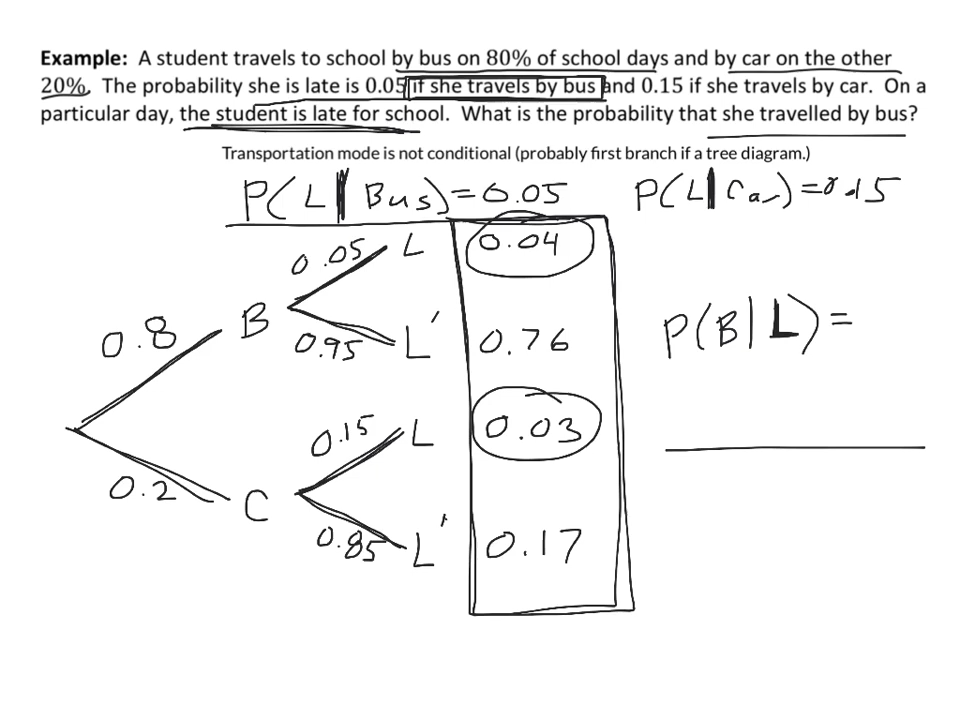 Example: A student travels to school by bus on 80% of school days and by car on the other
20%. The probability she is late is 0.05 if she travels by bus and 0.15 if she travels by car. On a
particular day, the student is late for school. What is the probability that she travelled by bus?
Transportation mode is not conditional (probably first branch if a tree diagram.)
P(L|Bus)=0.05 P(L|Car)=0.15
0.05 L 0.04
0.8 B
0.95 L' 0.76
P(B|L)=
0.15 L 0.03
0.2 C
0.85 L' 0.17